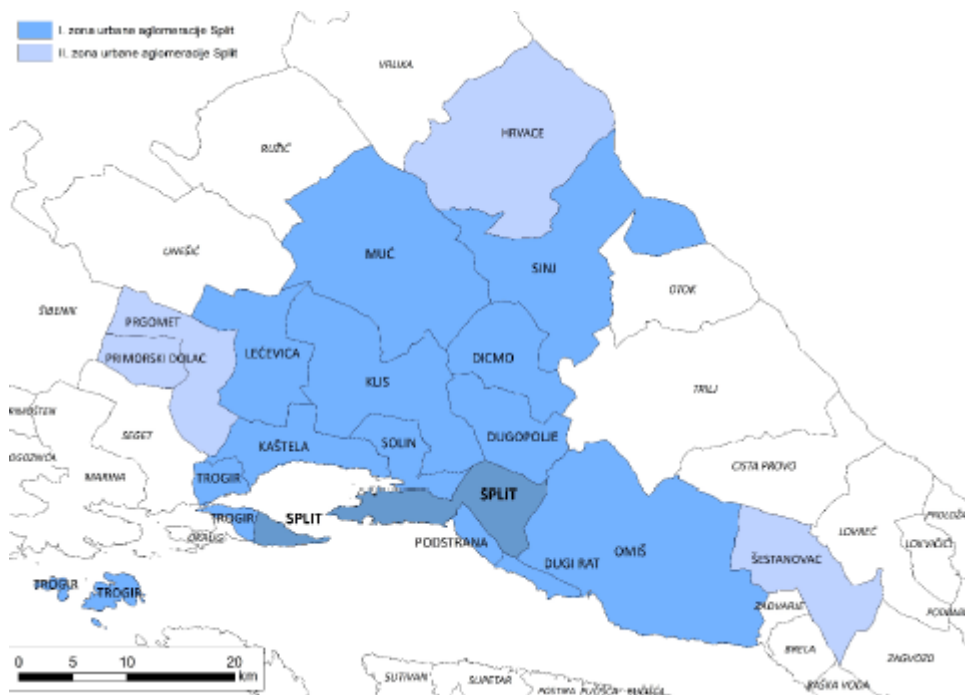 I. zona urbane aglomeracije Split
II. zona urbane aglomeracije Split
VRLIKA
HRVACE
RUŽIĆ
MUĆ
UNEŠIĆ
SINJ
OTOK
ŠIBENIK
PRGOMET
PRIMORSKI DOLAC
LEĆEVICA
DICMO
KLIS
TRILJ
SEGET
KAŠTELA
SOLIN
DUGOPOLJE
MARINA
TROGIR
CISTA PROVO
SPLIT
TROGIR
SPLIT
LOVREĆ
OKRUG
PODSTRANA
DUGI RAT
OMIŠ
ŠESTANOVAC
TROGIR
TROGIR
ZADVARJE
BRELA
ZAGVOZD
0 5 10 20
km
SUTIVAN
SUPETAR
BAŠKA VODA